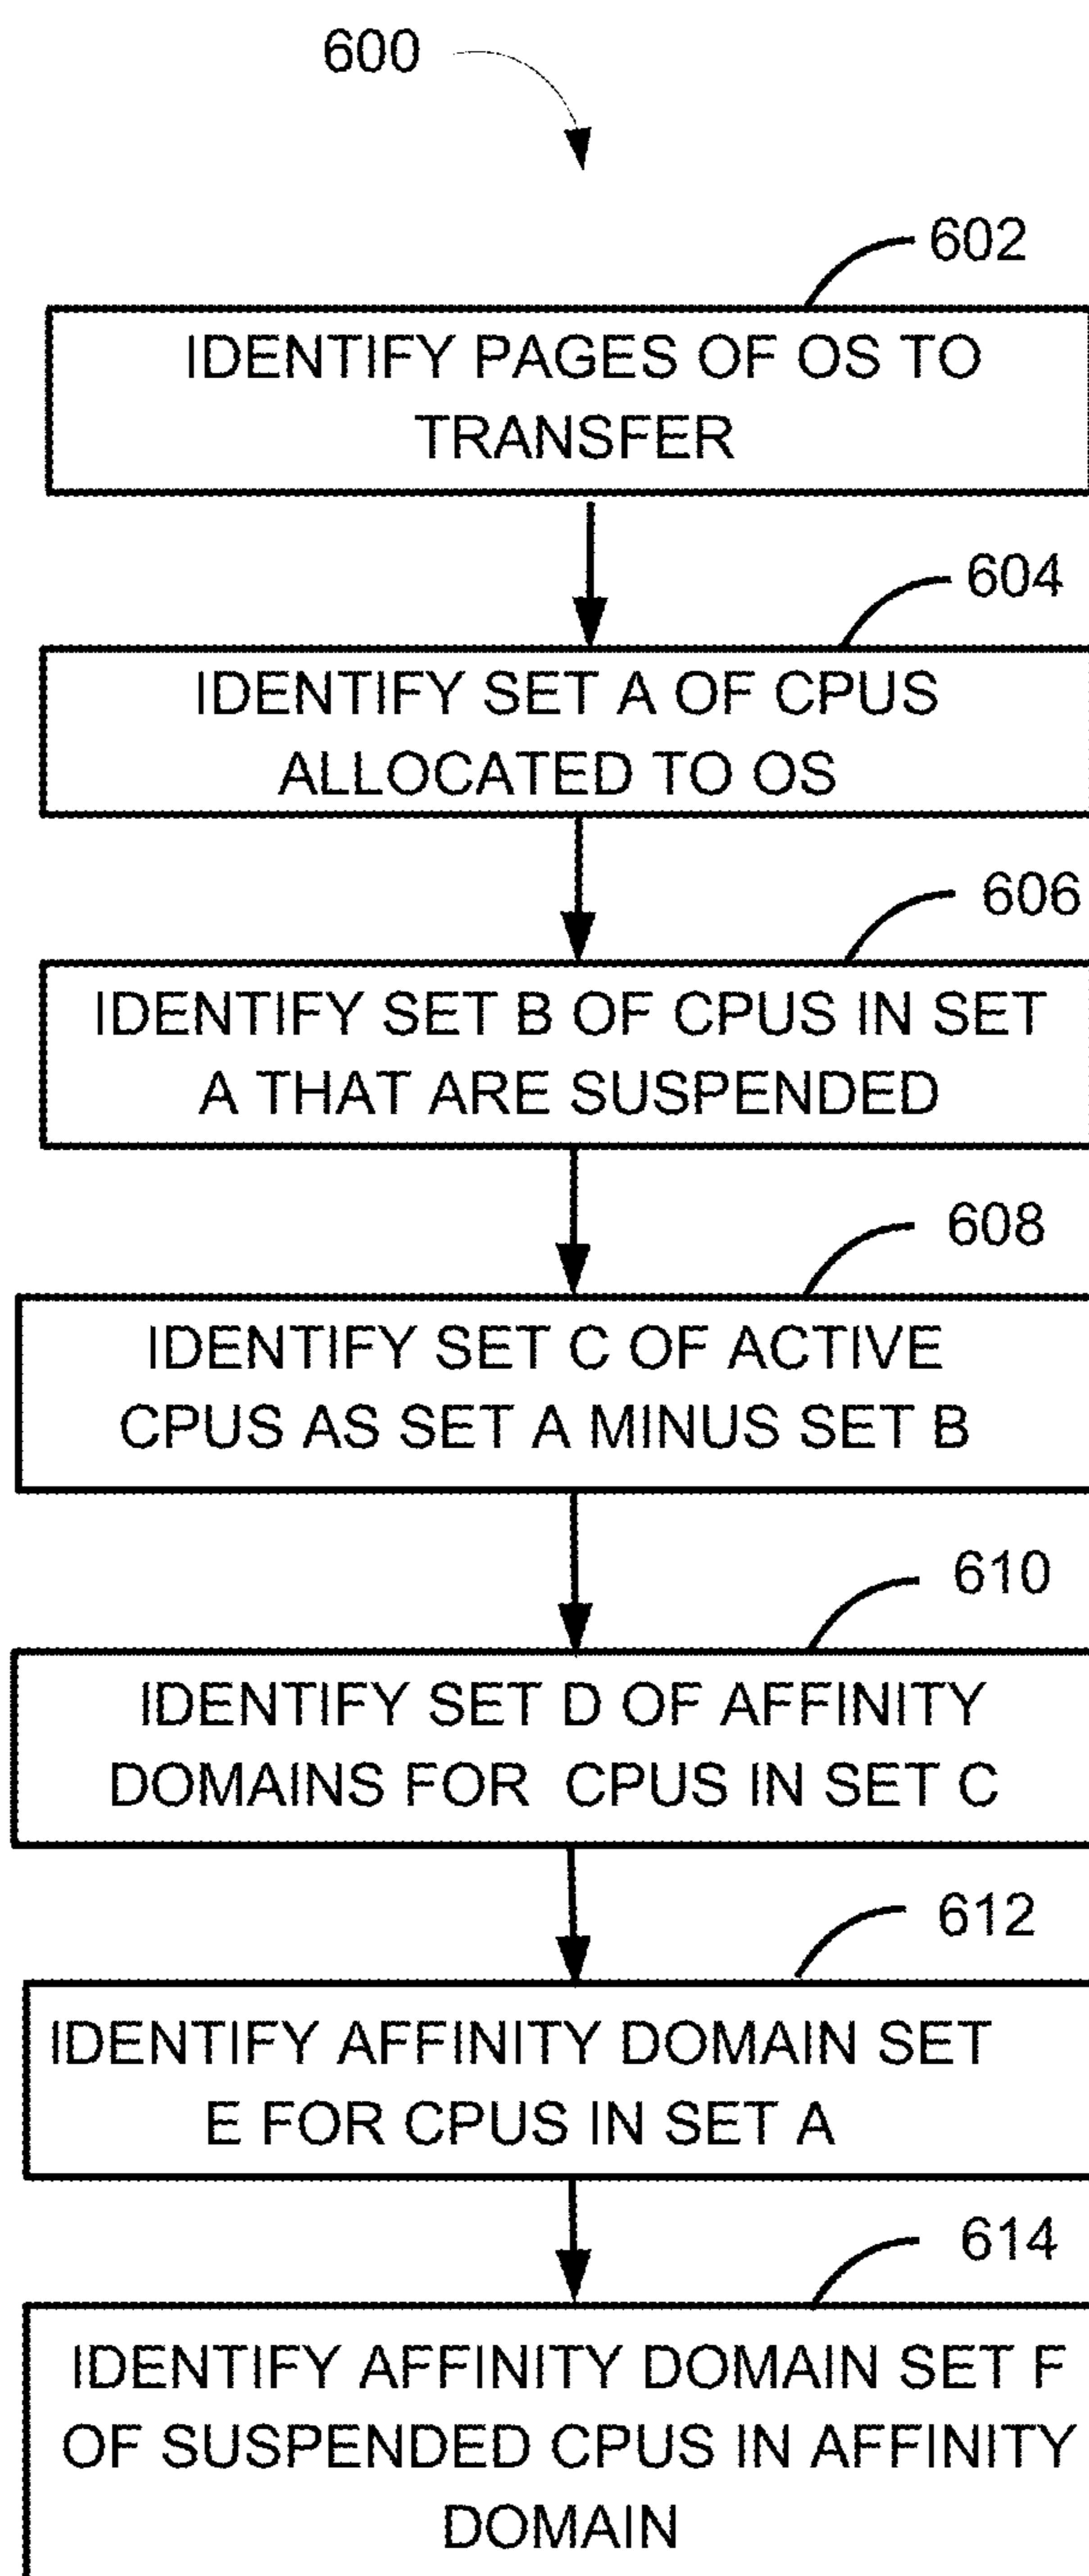 600
602
IDENTIFY PAGES OF OS TO
TRANSFER
604
IDENTIFY SET A OF CPUS
ALLOCATED TO OS
606
IDENTIFY SET B OF CPUS IN SET
A THAT ARE SUSPENDED
608
IDENTIFY SET C OF ACTIVE
CPUS AS SET A MINUS SET B
610
IDENTIFY SET D OF AFFINITY
DOMAINS FOR CPUS IN SET C
612
IDENTIFY AFFINITY DOMAIN SET
E FOR CPUS IN SET A
614
IDENTIFY AFFINITY DOMAIN SET F
OF SUSPENDED CPUS IN AFFINITY
DOMAIN